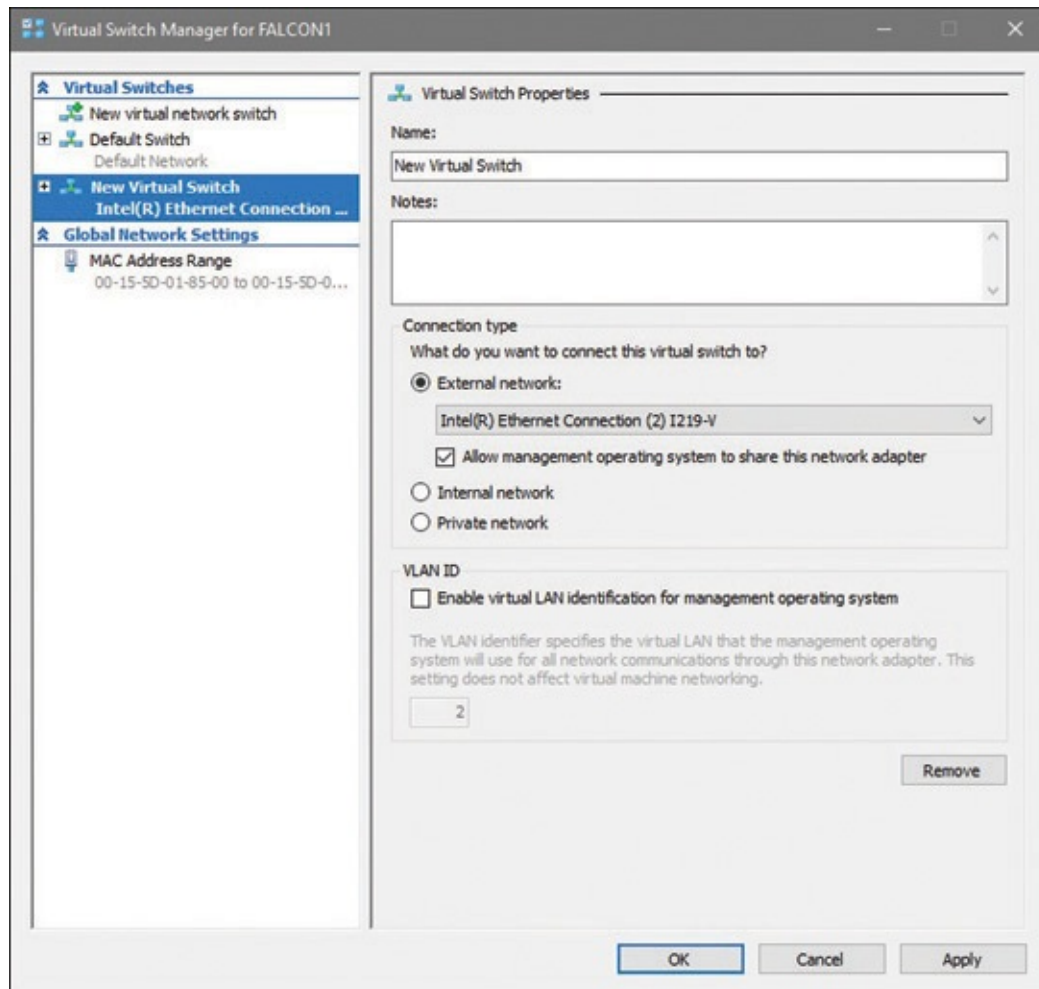 Virtual Switch Manager for FALCON1
Virtual Switches
New virtual network switch
Default Switch
Default Network
New Virtual Switch
Intel(R) Ethernet Connection ...
Global Network Settings
MAC Address Range
00-15-5D-01-85-00 to 00-15-5D-0...
Virtual Switch Properties
Name:
New Virtual Switch
Notes:
Connection type
What do you want to connect this virtual switch to?
External network:
Intel(R) Ethernet Connection (2) I219-V
Allow management operating system to share this network adapter
Internal network
Private network
VLAN ID
Enable virtual LAN identification for management operating system
The VLAN identifier specifies the virtual LAN that the management operating
system will use for all network communications through this network adapter. This
setting does not affect virtual machine networking.
2
Remove
OK
Cancel
Apply